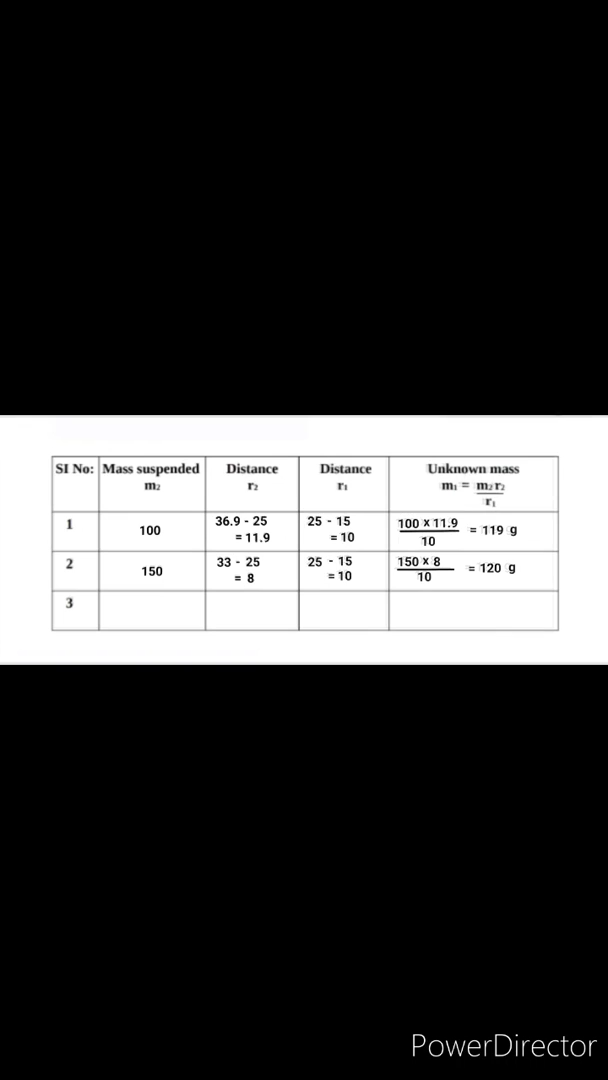 SI No: Mass suspended Distance Distance Unknown mass
m₂ r₂ r₁ m₁ = m₂ r₂
r₁
1 100 36.9 - 25 25 - 15 100 x 11.9 = 119 g
= 11.9 = 10 10
2 150 33 - 25 25 - 15 150 x 8 = 120 g
= 8 = 10 10
3
PowerDirector